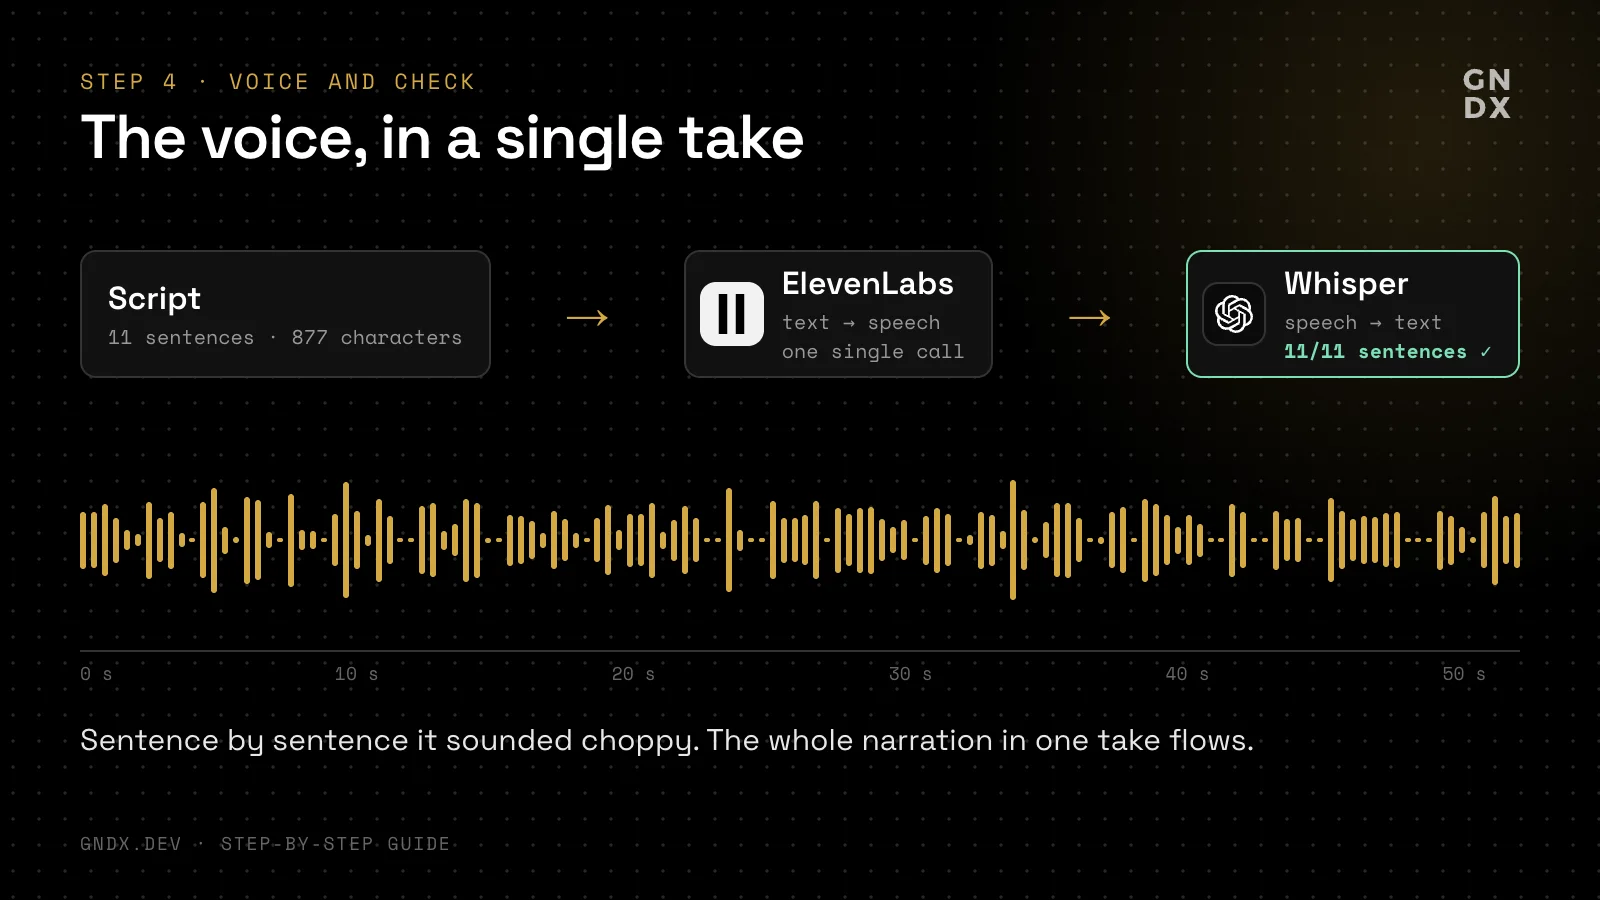 STEP 4 · VOICE AND CHECK
GN
DX
The voice, in a single take
Script
11 sentences · 877 characters
→
ElevenLabs
text → speech
one single call
→
Whisper
speech → text
11/11 sentences ✓
0 s
10 s
20 s
30 s
40 s
50 s
Sentence by sentence it sounded choppy. The whole narration in one take flows.
GNDX.DEV · STEP-BY-STEP GUIDE